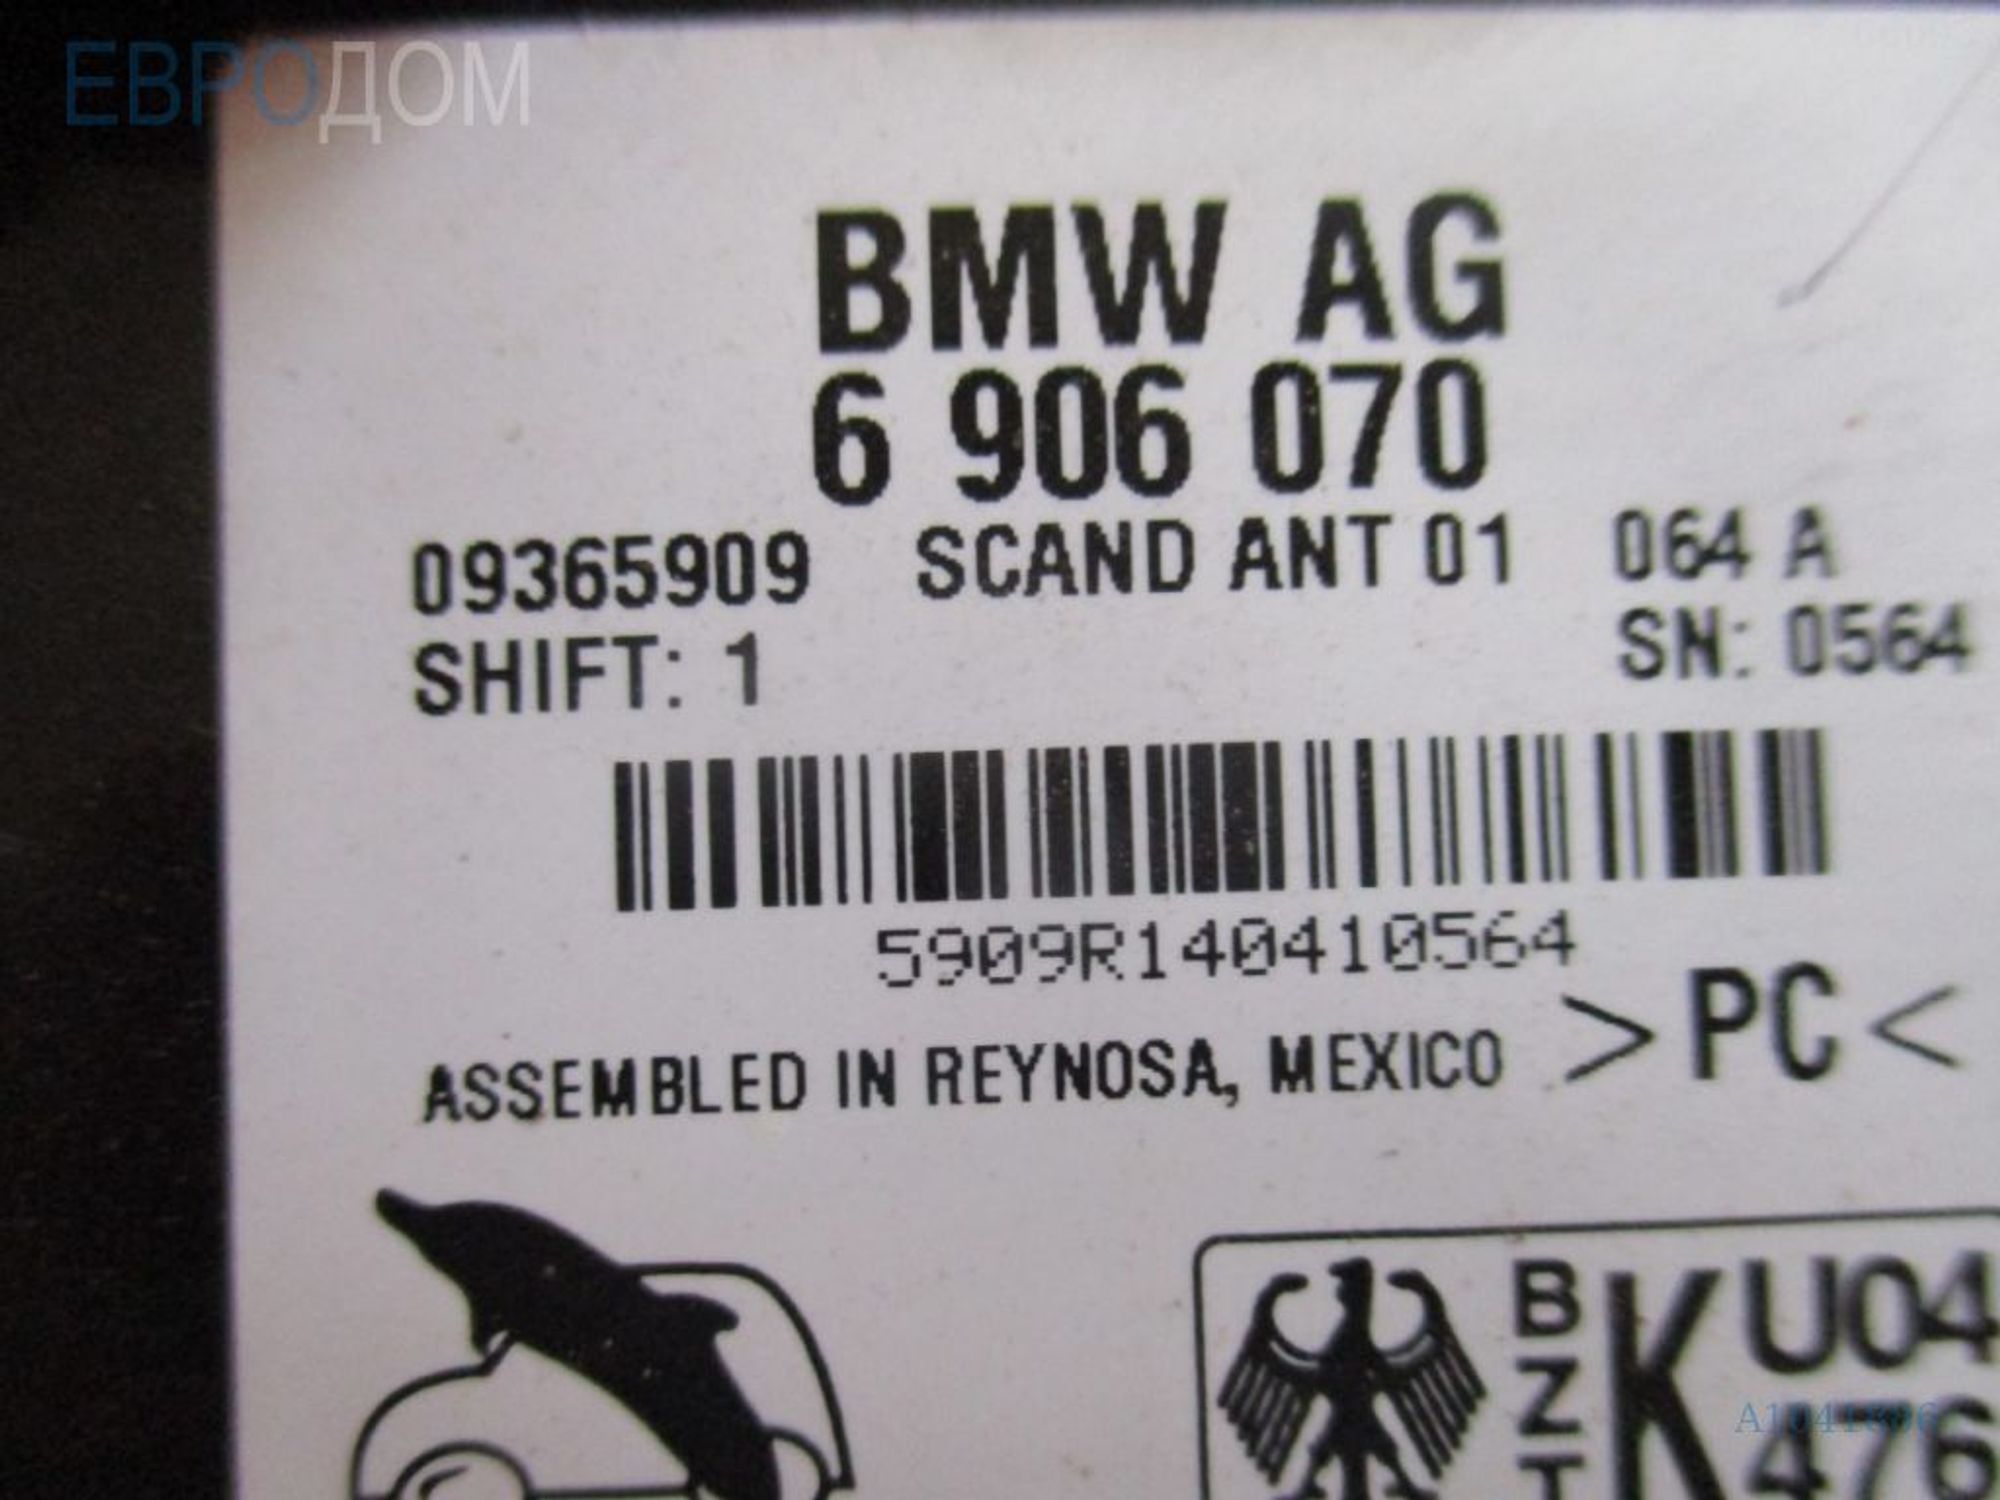 ЕВРОДОМ
BMW AG
6 906 070
09365909 SCAND ANT 01 064 A
SHIFT: 1 SN: 0564
5909R140410564
ASSEMBLED IN REYNOSA, MEXICO >PC<
BZT K U04
476